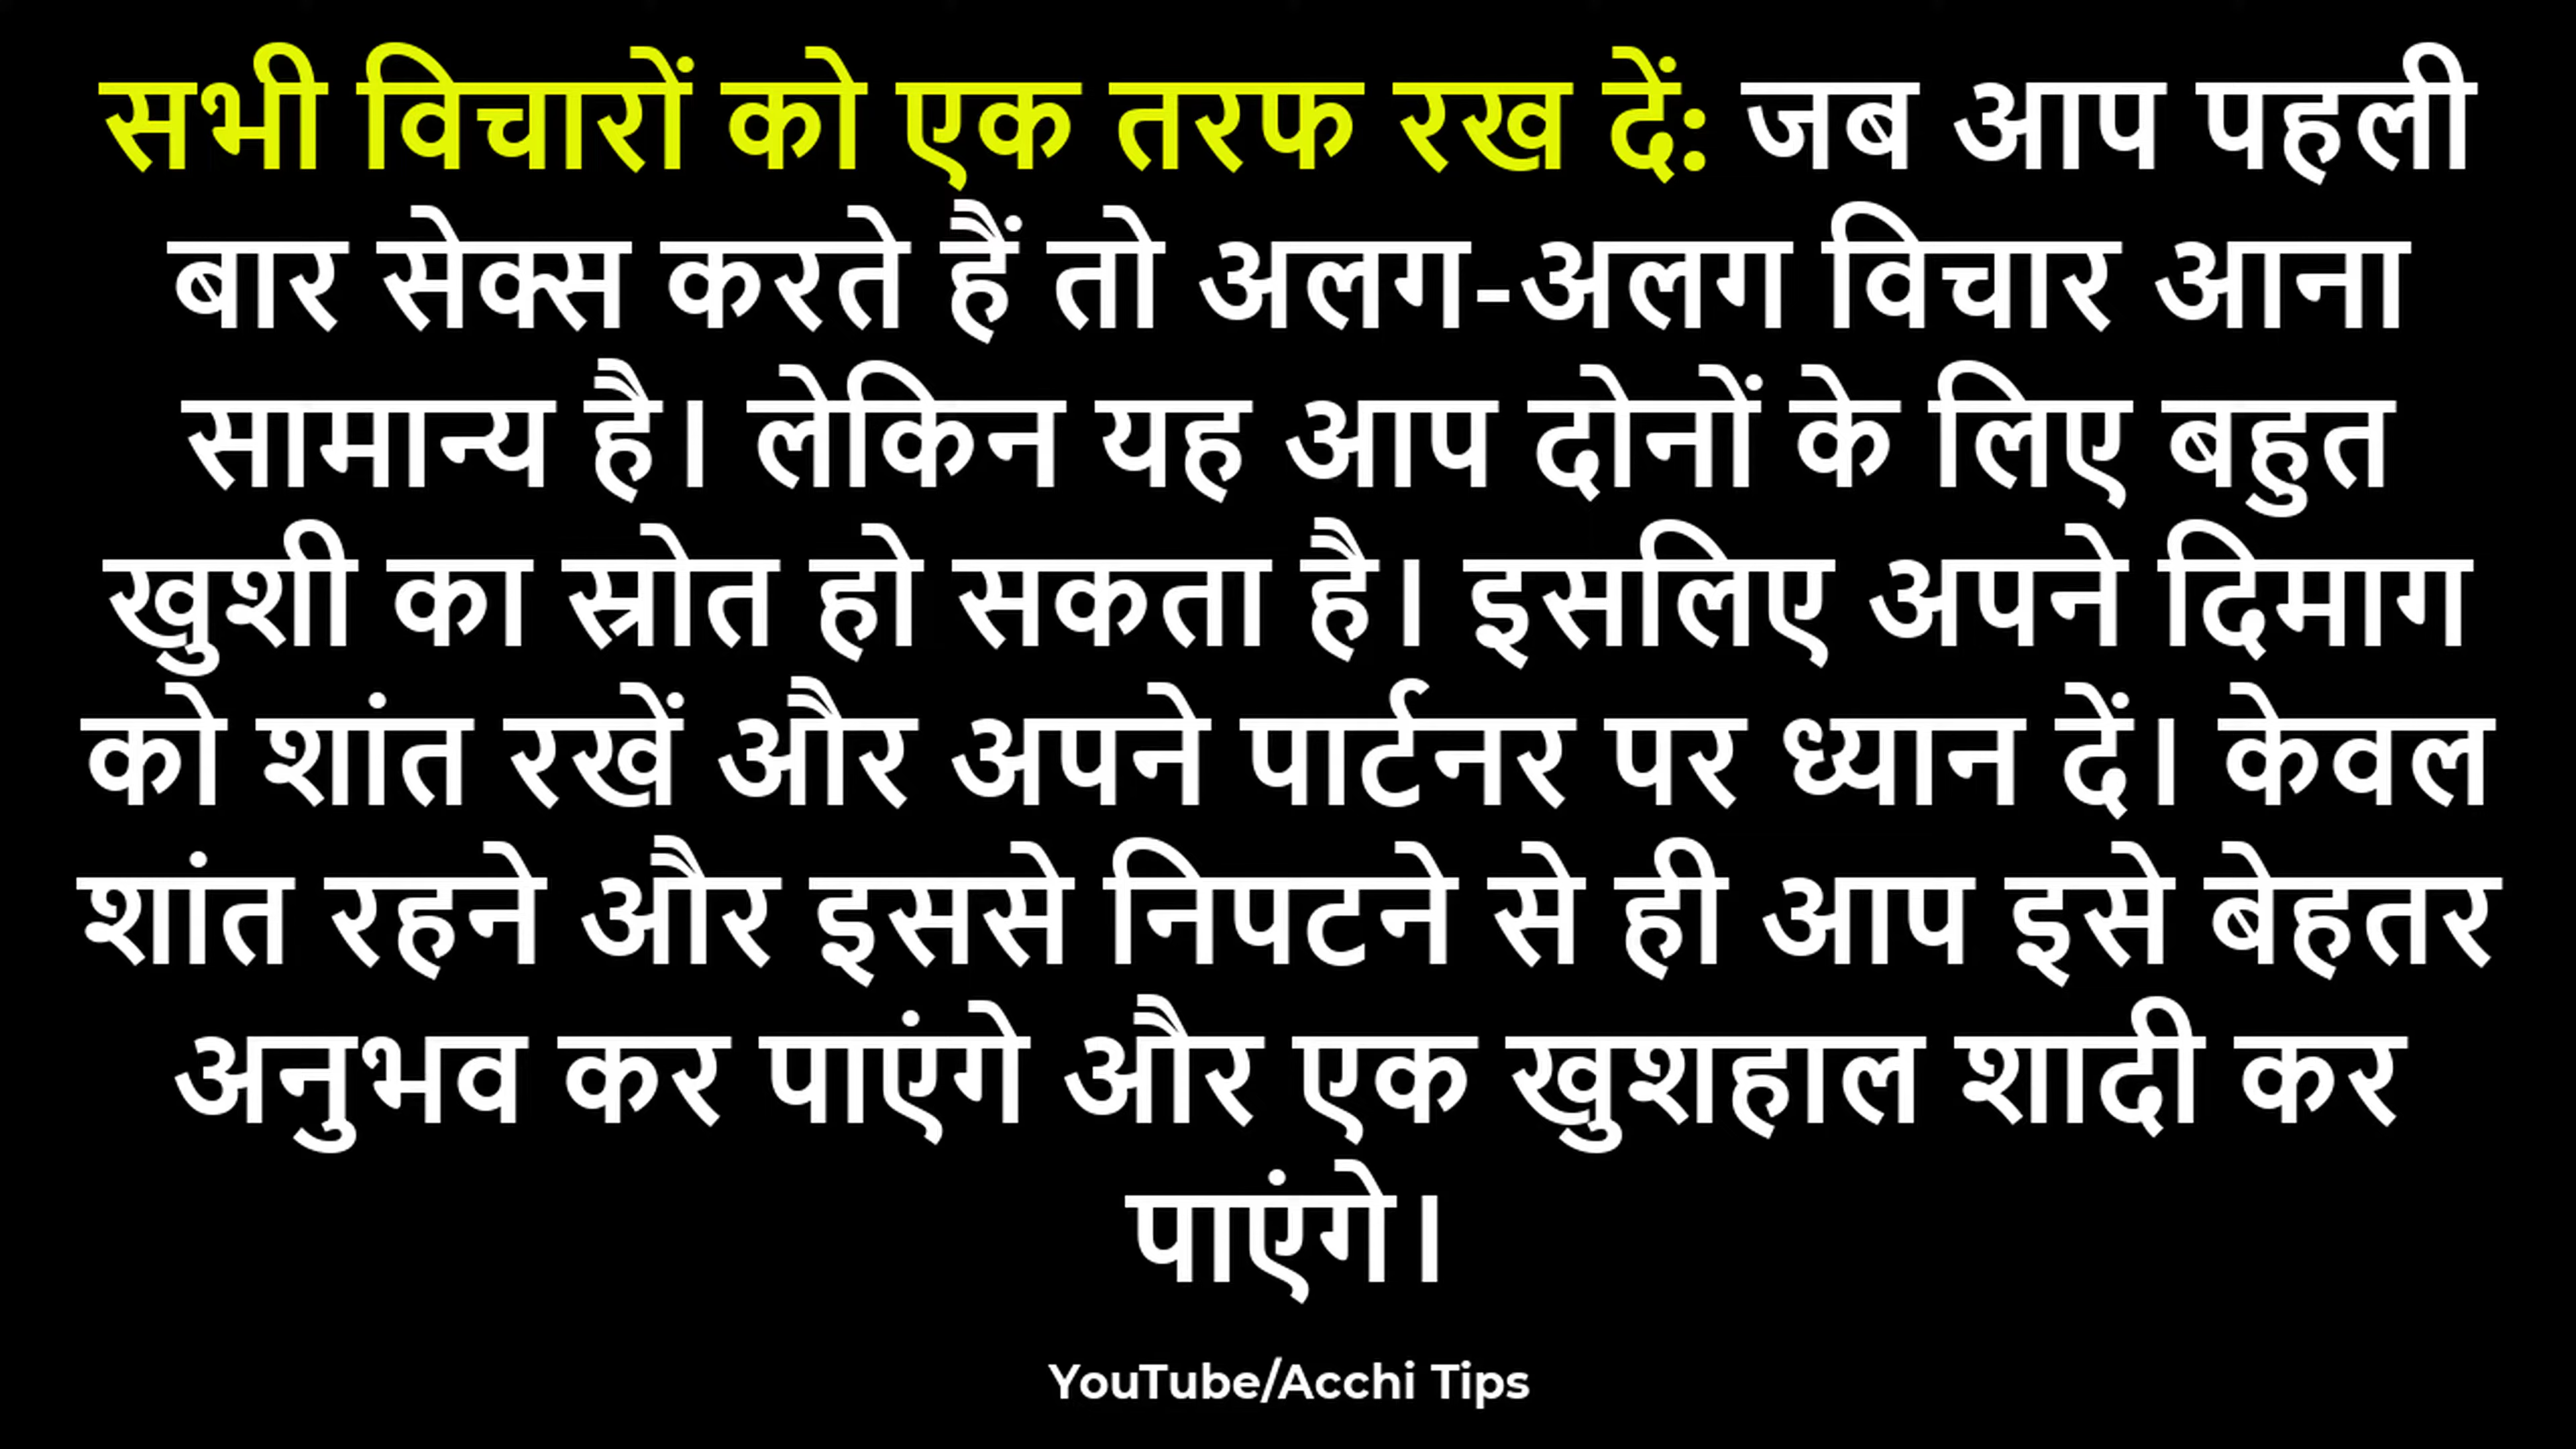 सभी विचारों को एक तरफ रख दें: जब आप पहली
बार सेक्स करते हैं तो अलग-अलग विचार आना
सामान्य है। लेकिन यह आप दोनों के लिए बहुत
खुशी का स्रोत हो सकता है। इसलिए अपने दिमाग
को शांत रखें और अपने पार्टनर पर ध्यान दें। केवल
शांत रहने और इससे निपटने से ही आप इसे बेहतर
अनुभव कर पाएंगे और एक खुशहाल शादी कर
पाएंगे।
YouTube/Acchi Tips